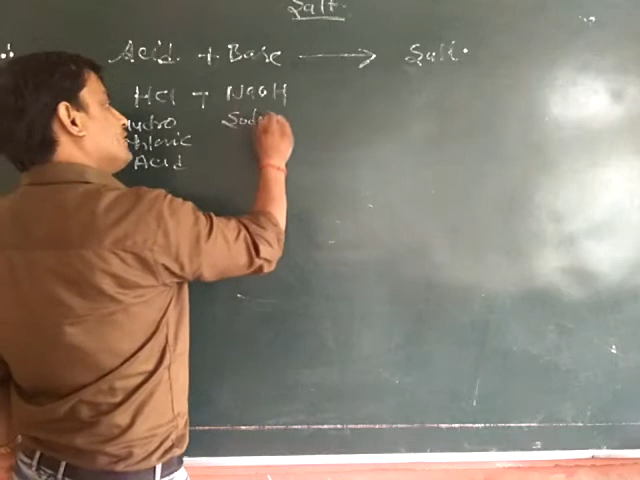 Salt.
Acid + Base ⟶ Salt.
HCl + NaOH
Hydro Sod
chloric
Acid